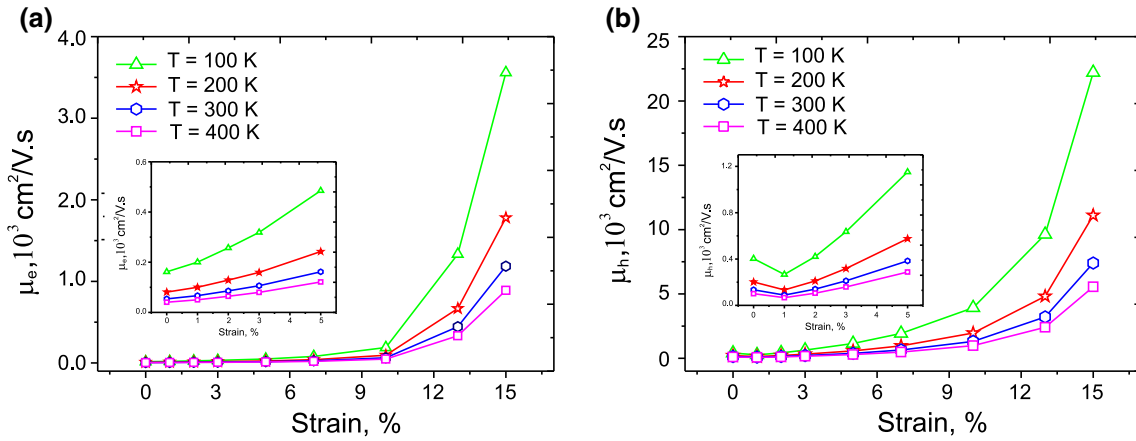 (a)
4.0
3.0
2.0
1.0
0.0
μe,10³ cm²/V.s
T = 100 K
T = 200 K
T = 300 K
T = 400 K
0.6
0.4
0.2
0.0
μe,10³ cm²/V.s
0 1 2 3 4 5
Strain, %
0 3 6 9 12 15
Strain, %
(b)
25
20
15
10
5
0
μh,10³ cm²/V.s
T = 100 K
T = 200 K
T = 300 K
T = 400 K
1.2
0.8
0.4
0.0
μh,10³ cm²/V.s
0 1 2 3 4 5
Strain, %
0 3 6 9 12 15
Strain, %